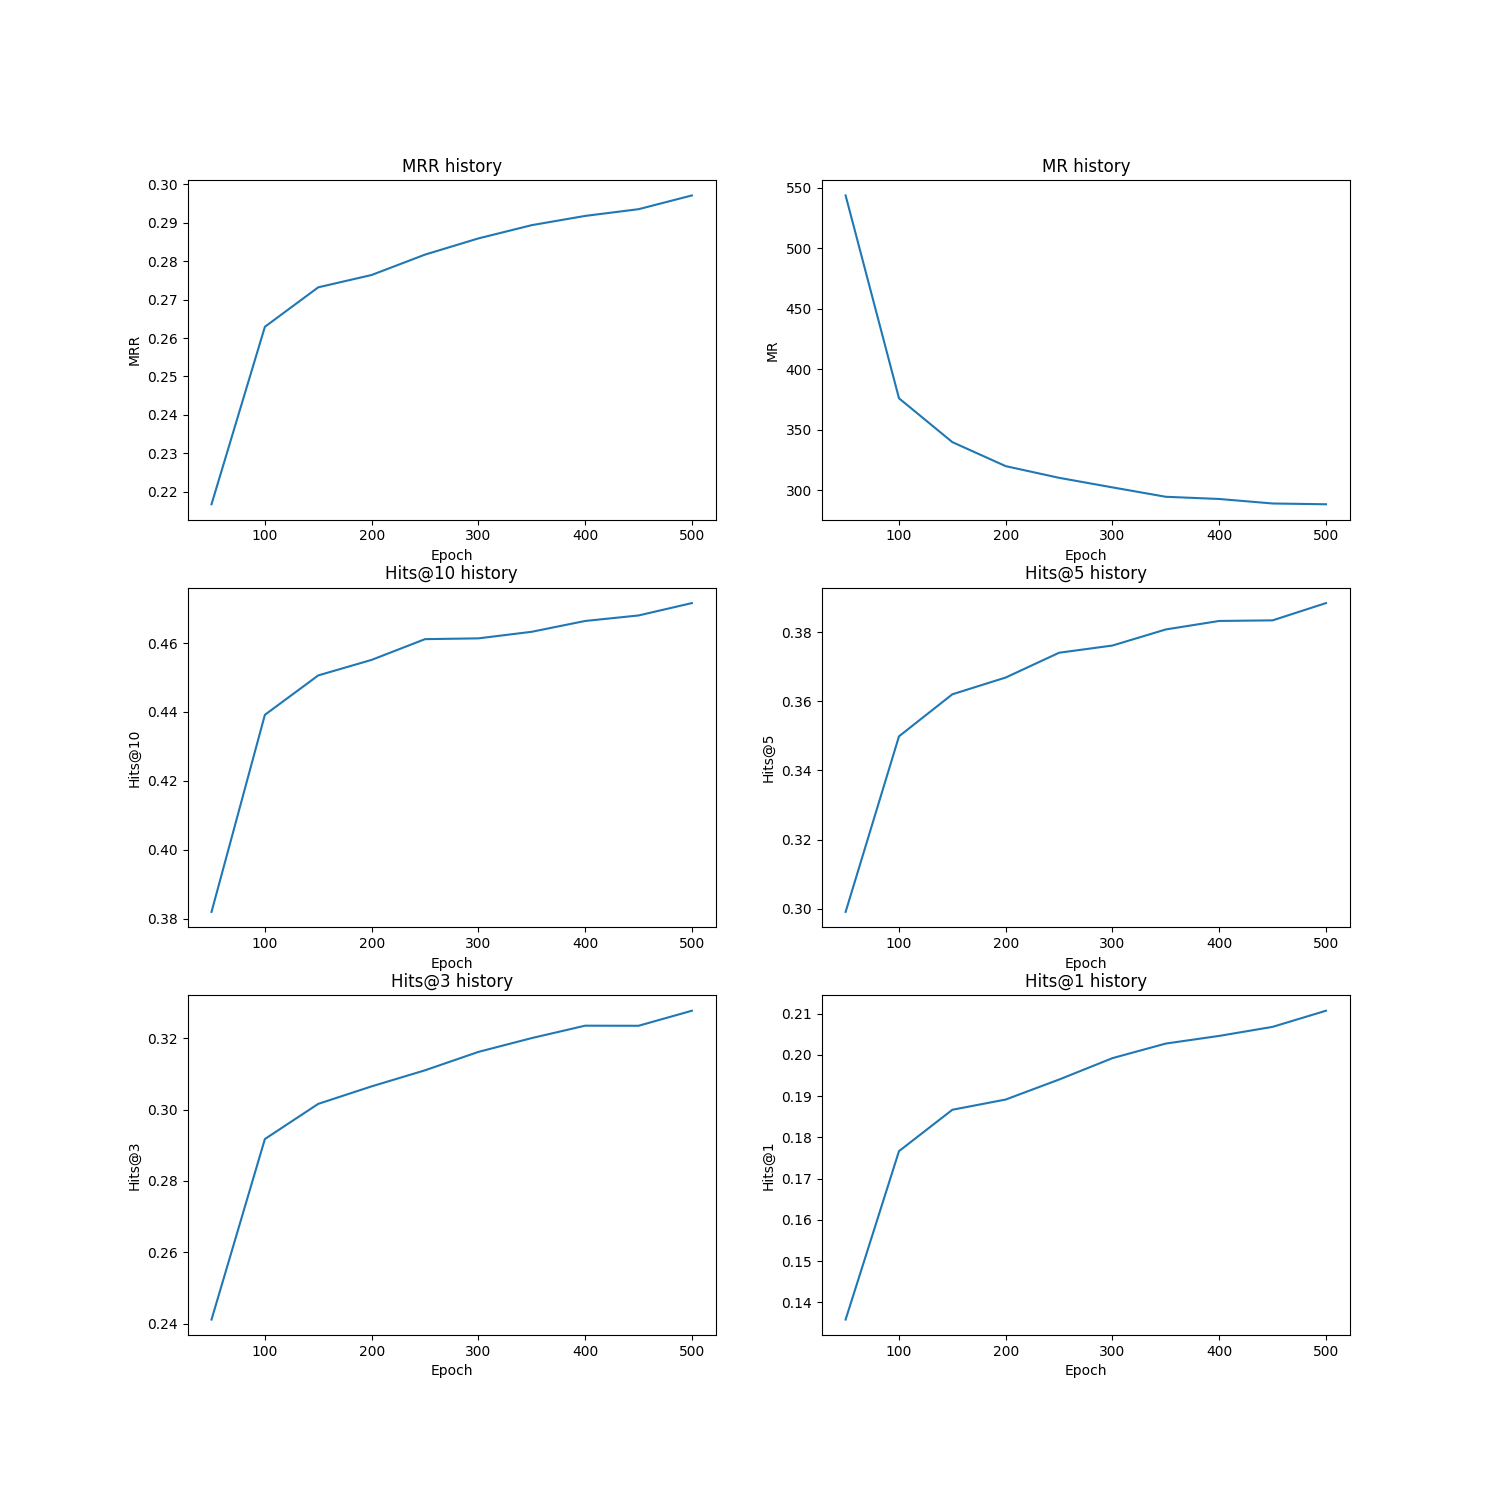 MRR history
0.30
0.29
0.28
0.27
0.26
0.25
0.24
0.23
0.22
MRR
100 200 300 400 500
Epoch
MR history
550
500
450
400
350
300
MR
100 200 300 400 500
Epoch
Hits@10 history
0.46
0.44
0.42
0.40
0.38
Hits@10
100 200 300 400 500
Epoch
Hits@5 history
0.38
0.36
0.34
0.32
0.30
Hits@5
100 200 300 400 500
Epoch
Hits@3 history
0.32
0.30
0.28
0.26
0.24
Hits@3
100 200 300 400 500
Epoch
Hits@1 history
0.21
0.20
0.19
0.18
0.17
0.16
0.15
0.14
Hits@1
100 200 300 400 500
Epoch